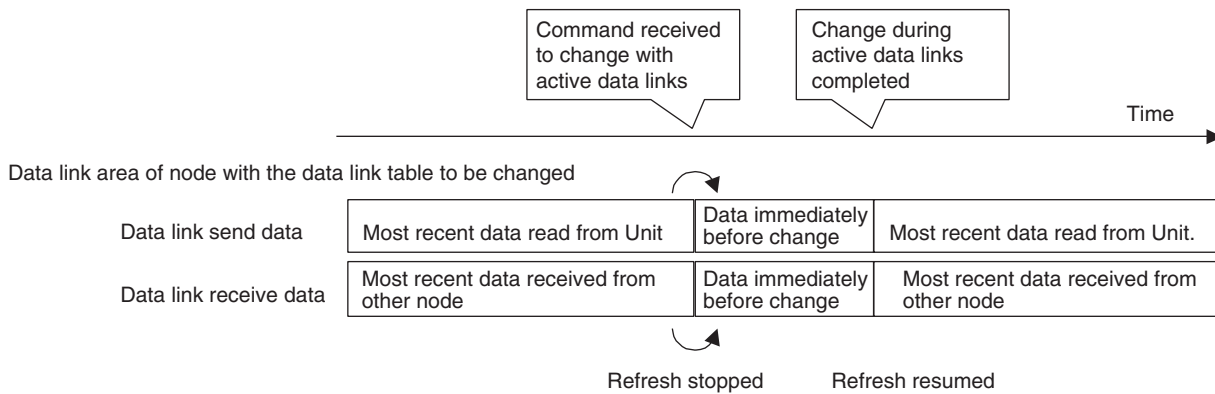 Command received
to change with
active data links
Change during
active data links
completed
Time
Data link area of node with the data link table to be changed
Data link send data
Most recent data read from Unit
Data immediately
before change
Most recent data read from Unit.
Data link receive data
Most recent data received from
other node
Data immediately
before change
Most recent data received from
other node
Refresh stopped
Refresh resumed